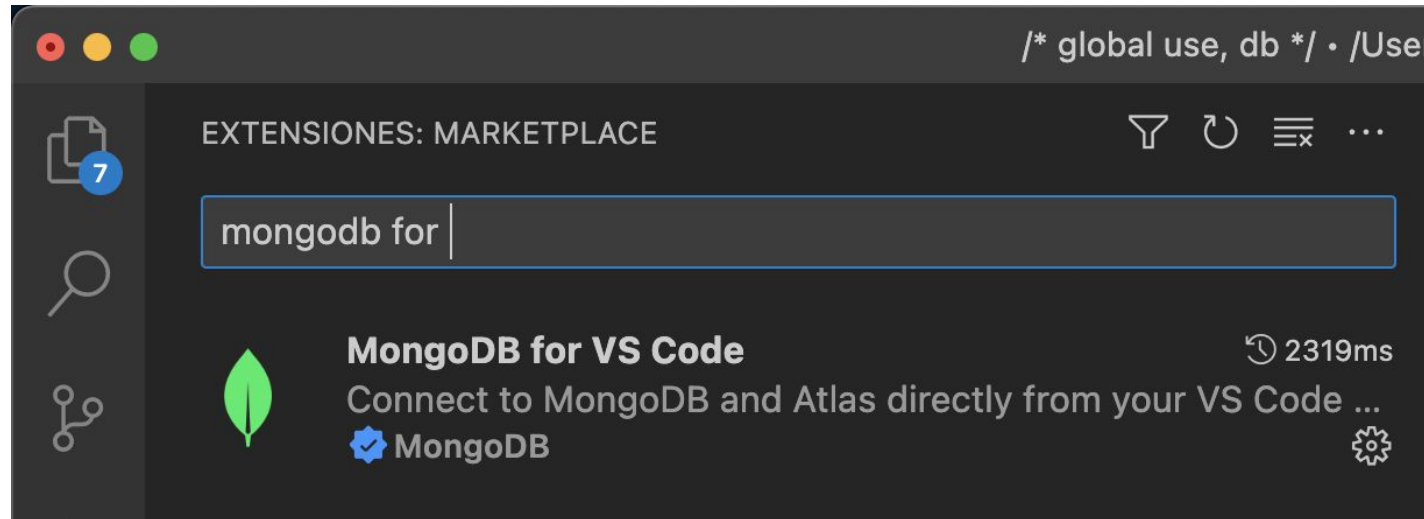 /* global use, db */ • /Use
EXTENSIONES: MARKETPLACE
7
mongodb for
MongoDB for VS Code
2319ms
Connect to MongoDB and Atlas directly from your VS Code ...
MongoDB